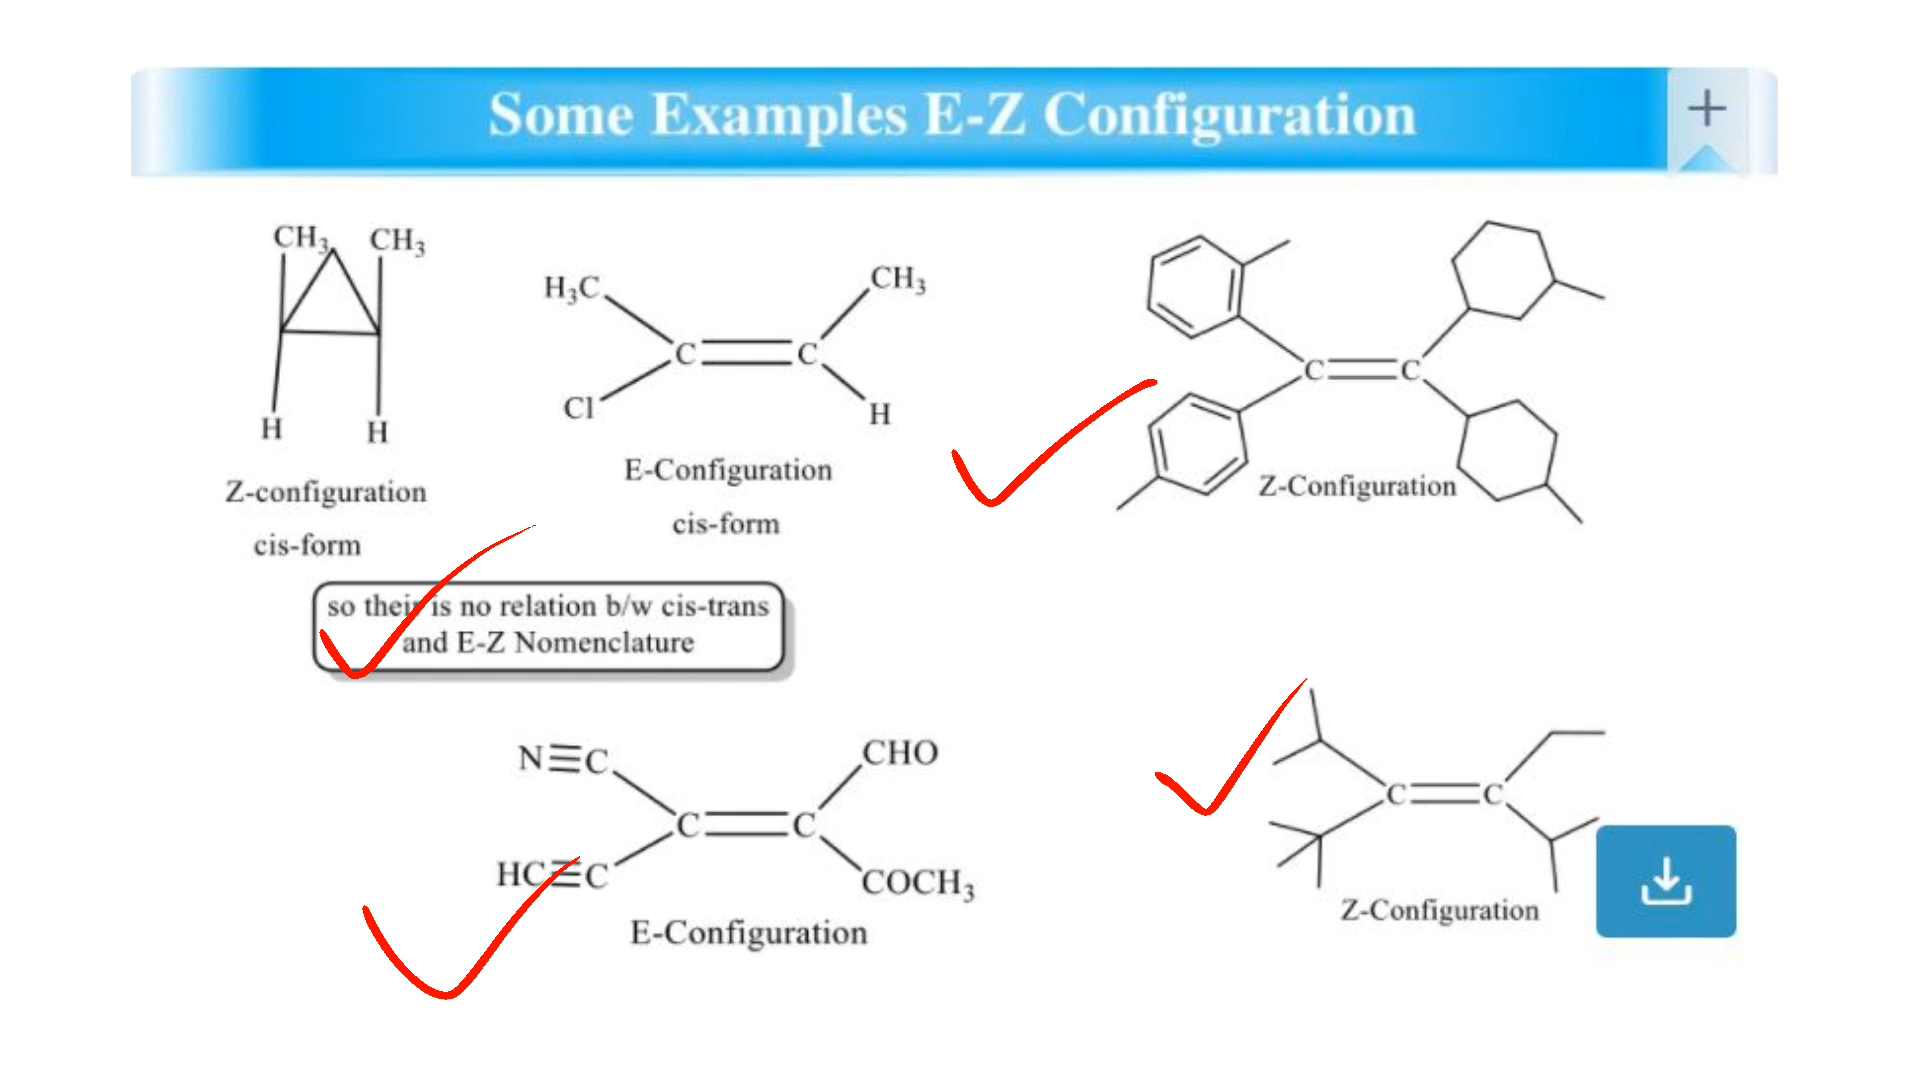 Some Examples E-Z Configuration
+
CH3 CH3
H H
Z-configuration
cis-form
H3C CH3
C C
Cl H
E-Configuration
cis-form
C C
Z-Configuration
so their is no relation b/w cis-trans
and E-Z Nomenclature
N≡C CHO
C C
HC≡C COCH3
E-Configuration
C C
Z-Configuration